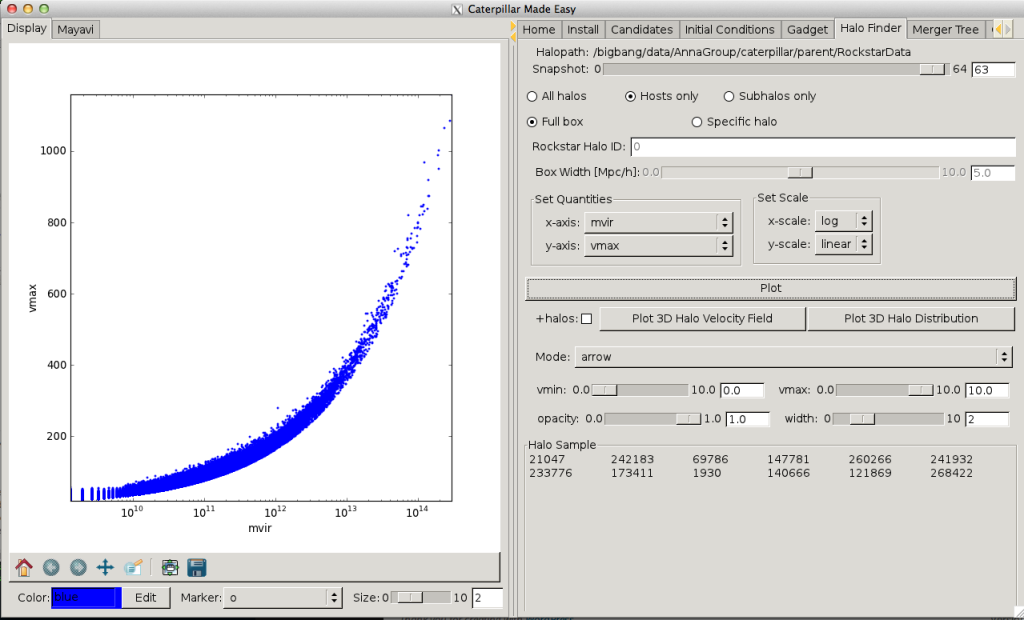 Caterpillar Made Easy
Display Mayavi
Home Install Candidates Initial Conditions Gadget Halo Finder Merger Tree
Halopath: /bigbang/data/AnnaGroup/caterpillar/parent/RockstarData
Snapshot: 0 64 63
All halos Hosts only Subhalos only
Full box Specific halo
Rockstar Halo ID: 0
Box Width [Mpc/h]: 0.0 10.0 5.0
Set Quantities
x-axis: mvir
y-axis: vmax
Set Scale
x-scale: log
y-scale: linear
Plot
+halos: Plot 3D Halo Velocity Field Plot 3D Halo Distribution
Mode: arrow
vmin: 0.0 10.0 0.0 vmax: 0.0 10.0 10.0
opacity: 0.0 1.0 1.0 width: 0 10 2
Halo Sample
21047 242183 69786 147781 260266 241932
233776 173411 1930 140666 121869 268422
vmax
1000
800
600
400
200
10^10 10^11 10^12 10^13 10^14
mvir
Color: blue Edit Marker: o Size: 0 10 2